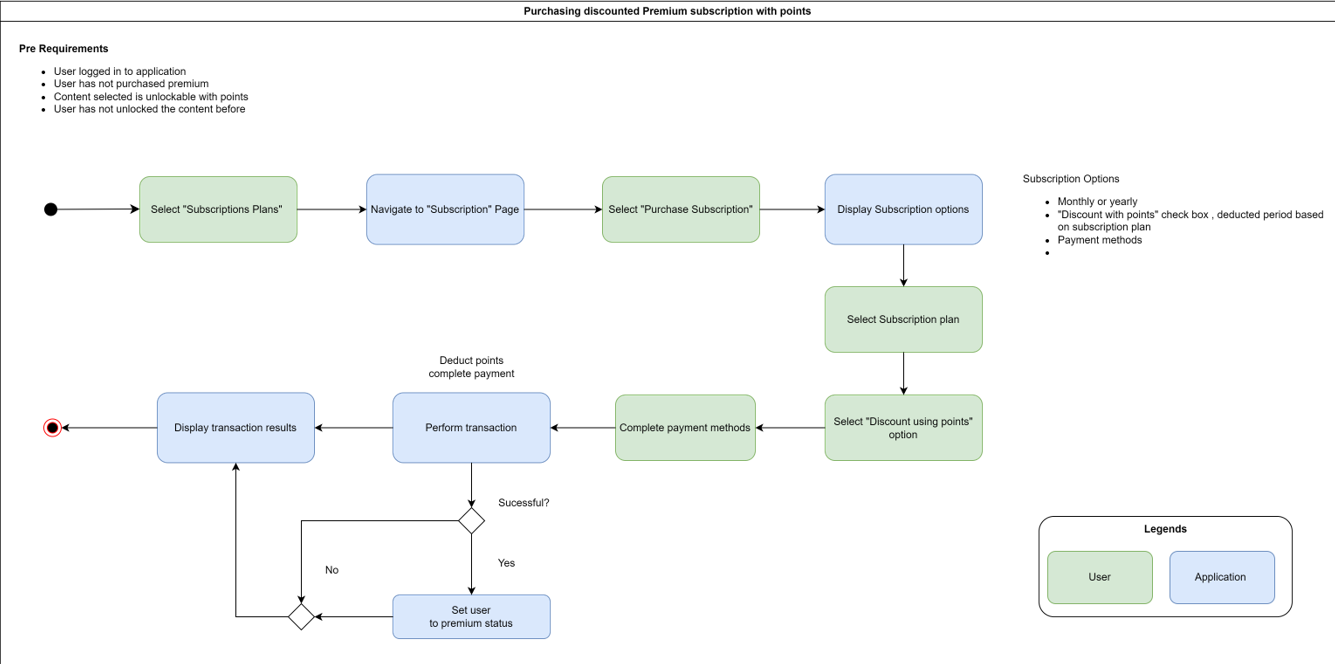 Purchasing discounted Premium subscription with points
Pre Requirements
User logged in to application
User has not purchased premium
Content selected is unlockable with points
User has not unlocked the content before
Select "Subscriptions Plans"
Navigate to "Subscription" Page
Select "Purchase Subscription"
Display Subscription options
Subscription Options
Monthly or yearly
"Discount with points" check box , deducted period based
on subscription plan
Payment methods
Select Subscription plan
Deduct points
complete payment
Display transaction results
Perform transaction
Complete payment methods
Select "Discount using points"
option
Sucessful?
No
Yes
Set user
to premium status
Legends
User
Application